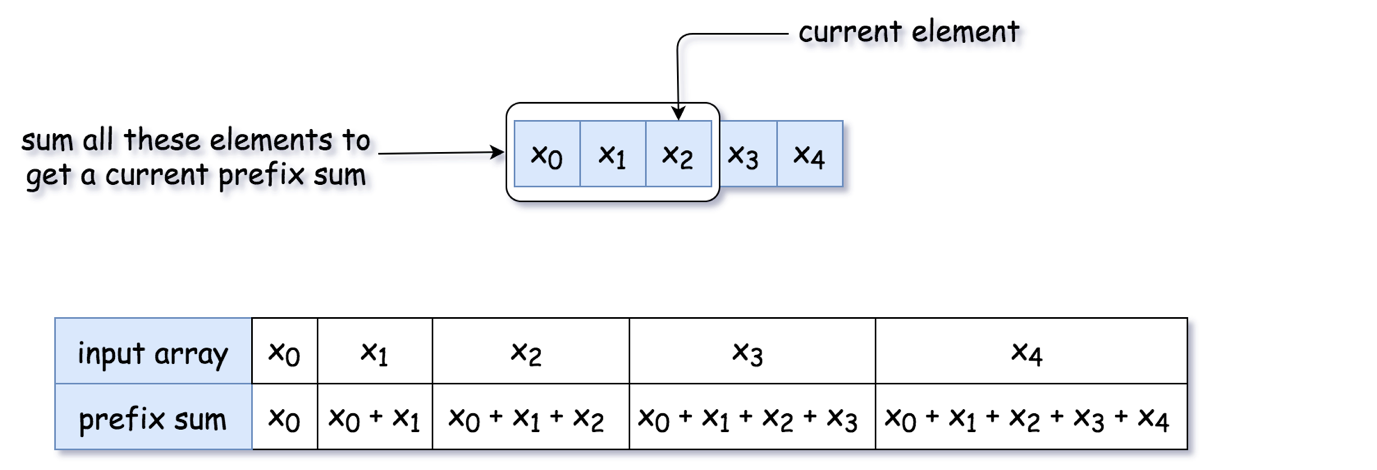 current element
sum all these elements to
get a current prefix sum
x₀ x₁ x₂ x₃ x₄
input array x₀ x₁ x₂ x₃ x₄
prefix sum x₀ x₀ + x₁ x₀ + x₁ + x₂ x₀ + x₁ + x₂ + x₃ x₀ + x₁ + x₂ + x₃ + x₄